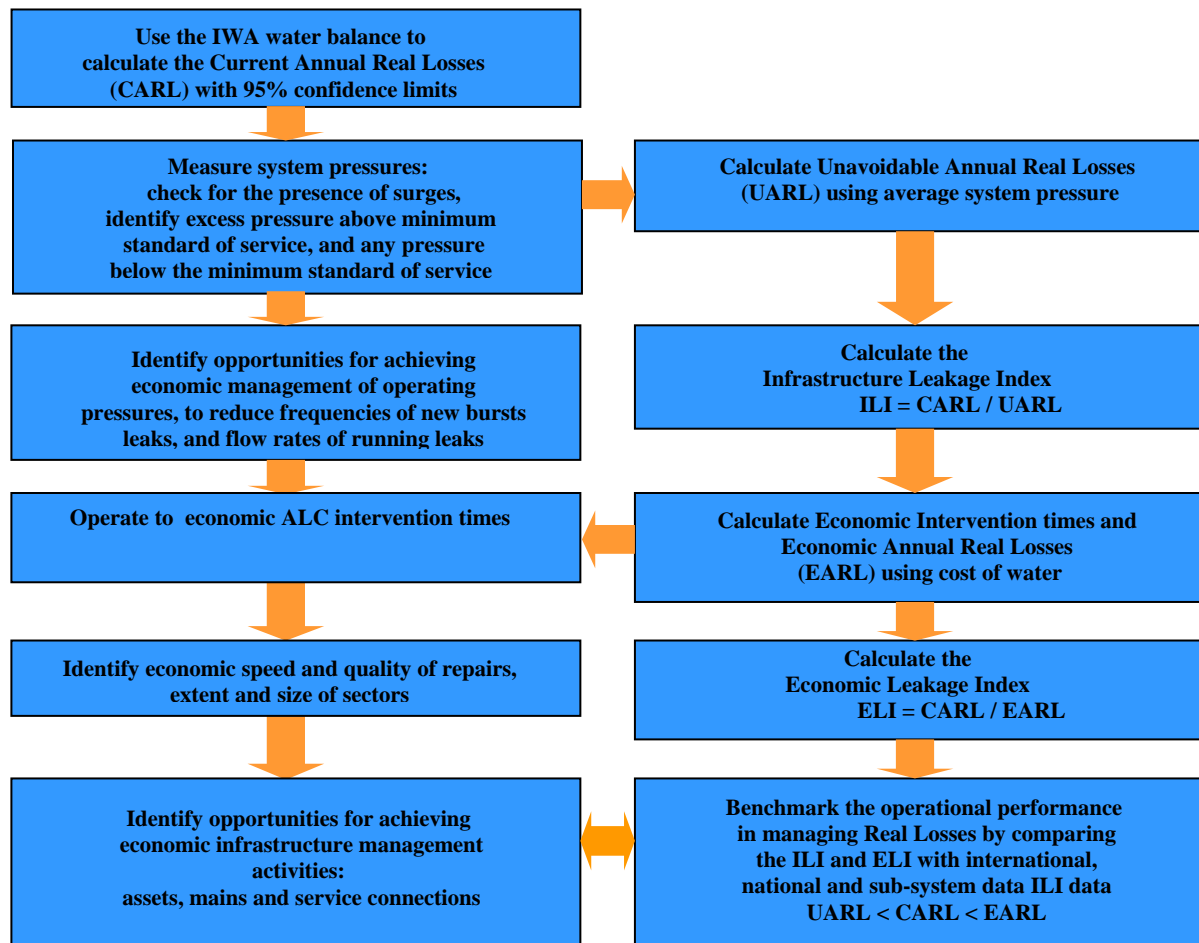 Use the IWA water balance to
calculate the Current Annual Real Losses
(CARL) with 95% confidence limits
Measure system pressures:
check for the presence of surges,
identify excess pressure above minimum
standard of service, and any pressure
below the minimum standard of service
Calculate Unavoidable Annual Real Losses
(UARL) using average system pressure
Identify opportunities for achieving
economic management of operating
pressures, to reduce frequencies of new bursts
leaks, and flow rates of running leaks
Calculate the
Infrastructure Leakage Index
ILI = CARL / UARL
Operate to economic ALC intervention times
Calculate Economic Intervention times and
Economic Annual Real Losses
(EARL) using cost of water
Identify economic speed and quality of repairs,
extent and size of sectors
Calculate the
Economic Leakage Index
ELI = CARL / EARL
Identify opportunities for achieving
economic infrastructure management
activities:
assets, mains and service connections
Benchmark the operational performance
in managing Real Losses by comparing
the ILI and ELI with international,
national and sub-system data ILI data
UARL < CARL < EARL